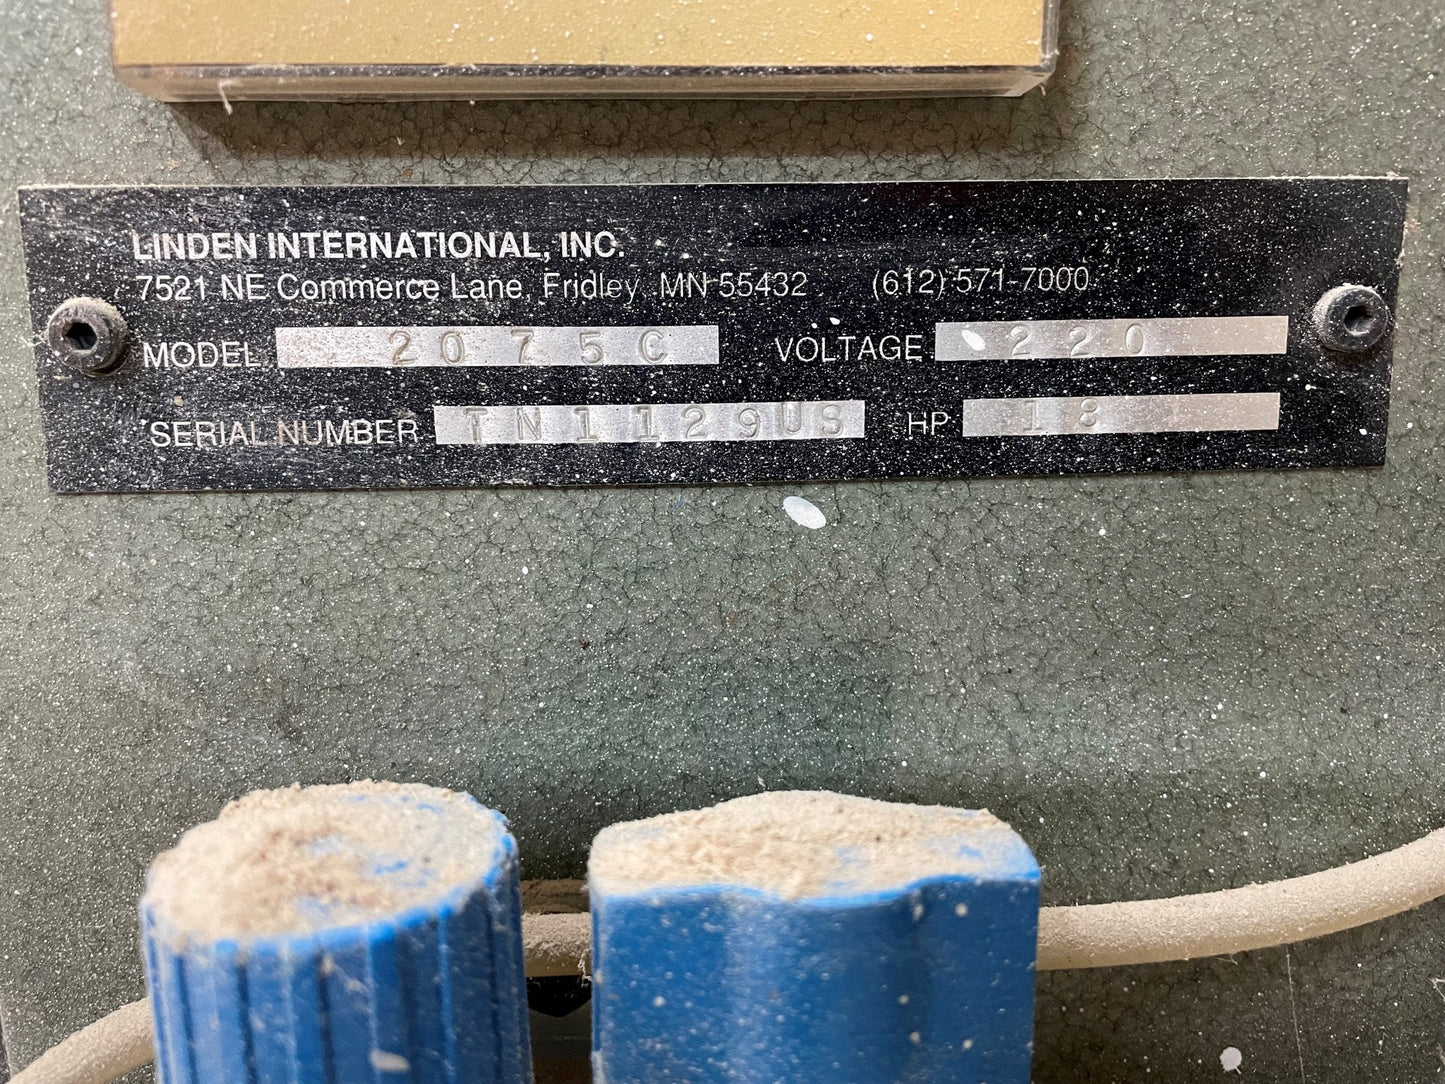 LINDEN INTERNATIONAL, INC.
7521 NE Commerce Lane, Fridley MN 55432 (612) 571-7000
MODEL 2075C VOLTAGE 220
SERIAL NUMBER TN1129US HP 18